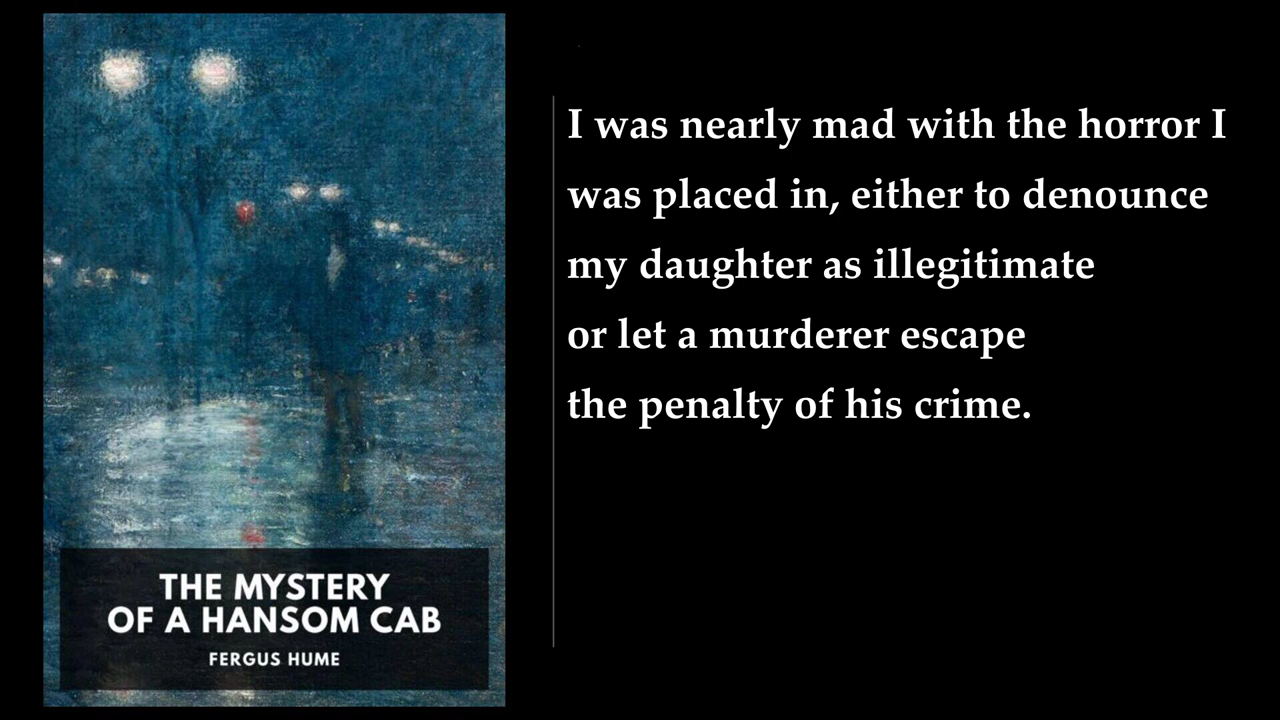 I was nearly mad with the horror I
was placed in, either to denounce
my daughter as illegitimate
or let a murderer escape
the penalty of his crime.
THE MYSTERY
OF A HANSOM CAB
FERGUS HUME